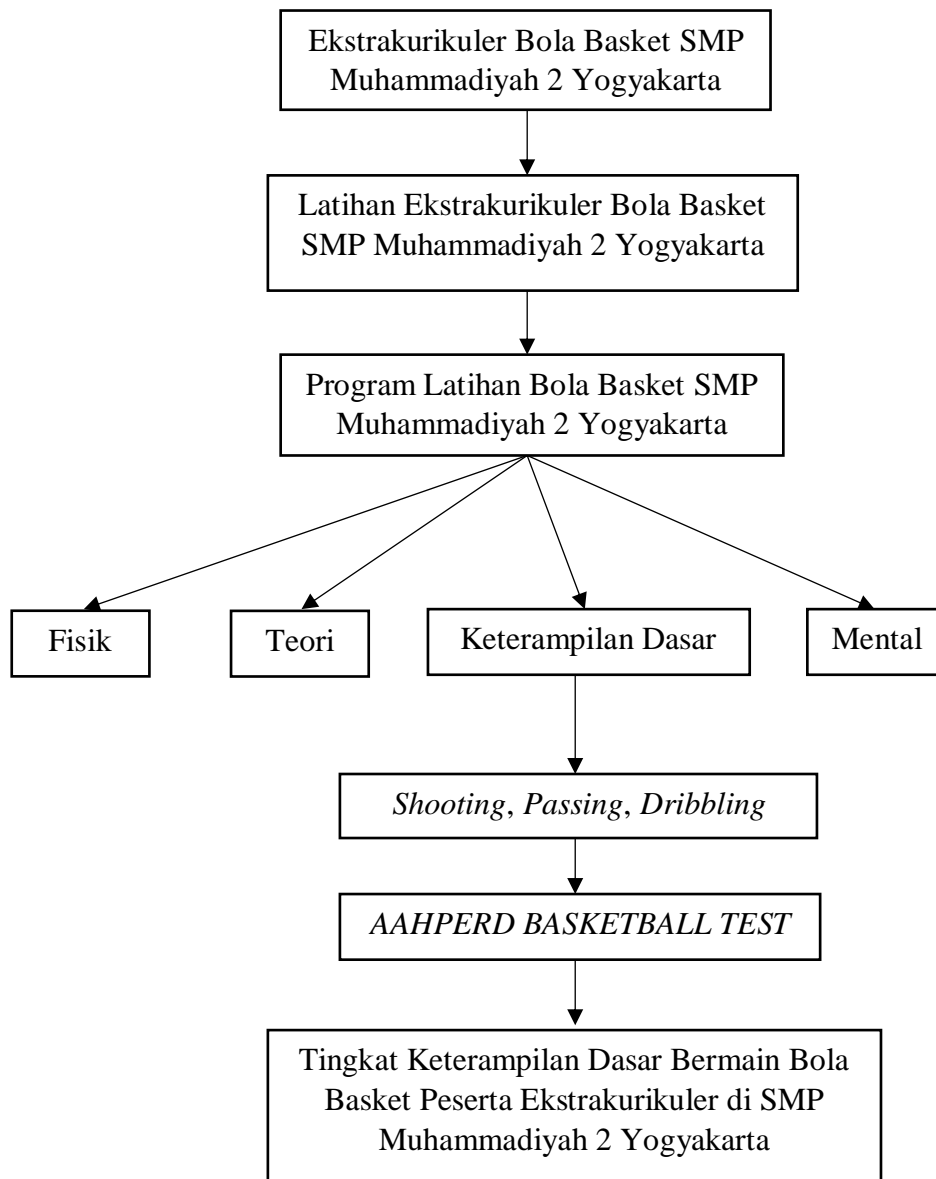 Ekstrakurikuler Bola Basket SMP
Muhammadiyah 2 Yogyakarta
Latihan Ekstrakurikuler Bola Basket
SMP Muhammadiyah 2 Yogyakarta
Program Latihan Bola Basket SMP
Muhammadiyah 2 Yogyakarta
Fisik
Teori
Keterampilan Dasar
Mental
Shooting, Passing, Dribbling
AAHPERD BASKETBALL TEST
Tingkat Keterampilan Dasar Bermain Bola
Basket Peserta Ekstrakurikuler di SMP
Muhammadiyah 2 Yogyakarta